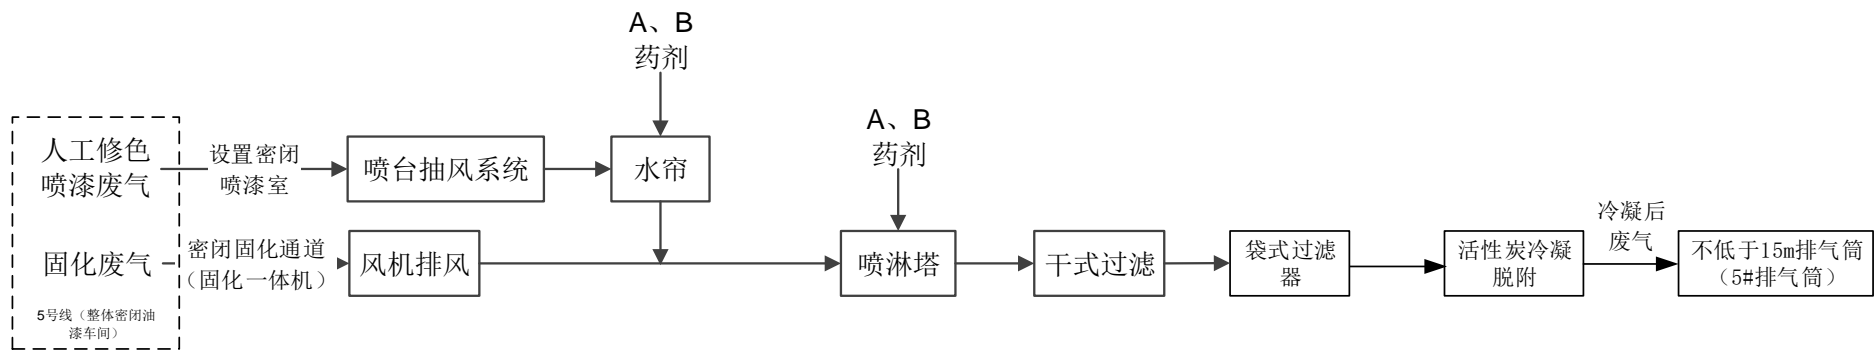 A、B
药剂
人工修色
喷漆废气
设置密闭
喷漆室
喷台抽风系统
水帘
A、B
药剂
固化废气
密闭固化通道
（固化一体机）
风机排风
喷淋塔
干式过滤
袋式过滤
器
活性炭冷凝
脱附
冷凝后
废气
不低于15m排气筒
（5#排气筒）
5号线（整体密闭油
漆车间）